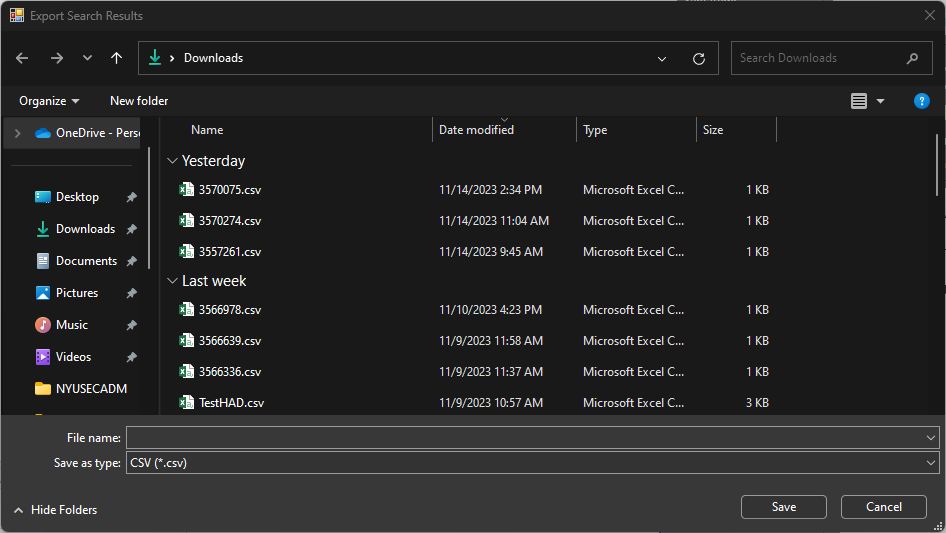 Export Search Results
Downloads
Search Downloads
Organize New folder
OneDrive - Perso
Name Date modified Type Size
Yesterday
Desktop
3570075.csv 11/14/2023 2:34 PM Microsoft Excel C... 1 KB
Downloads
3570274.csv 11/14/2023 11:04 AM Microsoft Excel C... 1 KB
Documents
3557261.csv 11/14/2023 9:45 AM Microsoft Excel C... 1 KB
Pictures
Last week
Music
3566978.csv 11/10/2023 4:23 PM Microsoft Excel C... 1 KB
Videos
3566639.csv 11/9/2023 11:58 AM Microsoft Excel C... 1 KB
NYUSECADM
3566336.csv 11/9/2023 11:37 AM Microsoft Excel C... 1 KB
TestHAD.csv 11/9/2023 10:57 AM Microsoft Excel C... 3 KB
File name:
Save as type: CSV (*.csv)
Hide Folders Save Cancel